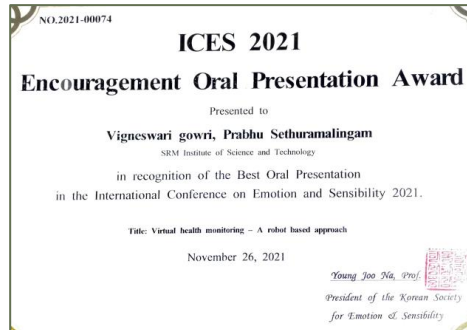 NO.2021-00074
ICES 2021
Encouragement Oral Presentation Award
Presented to
Vigneswari gowri, Prabhu Sethuramalingam
SRM Institute of Science and Technology
in recognition of the Best Oral Presentation
in the International Conference on Emotion and Sensibility 2021.
Title: Virtual health monitoring – A robot based approach
November 26, 2021
Young Joo Na, Prof.
President of the Korean Society
for Emotion & Sensibility